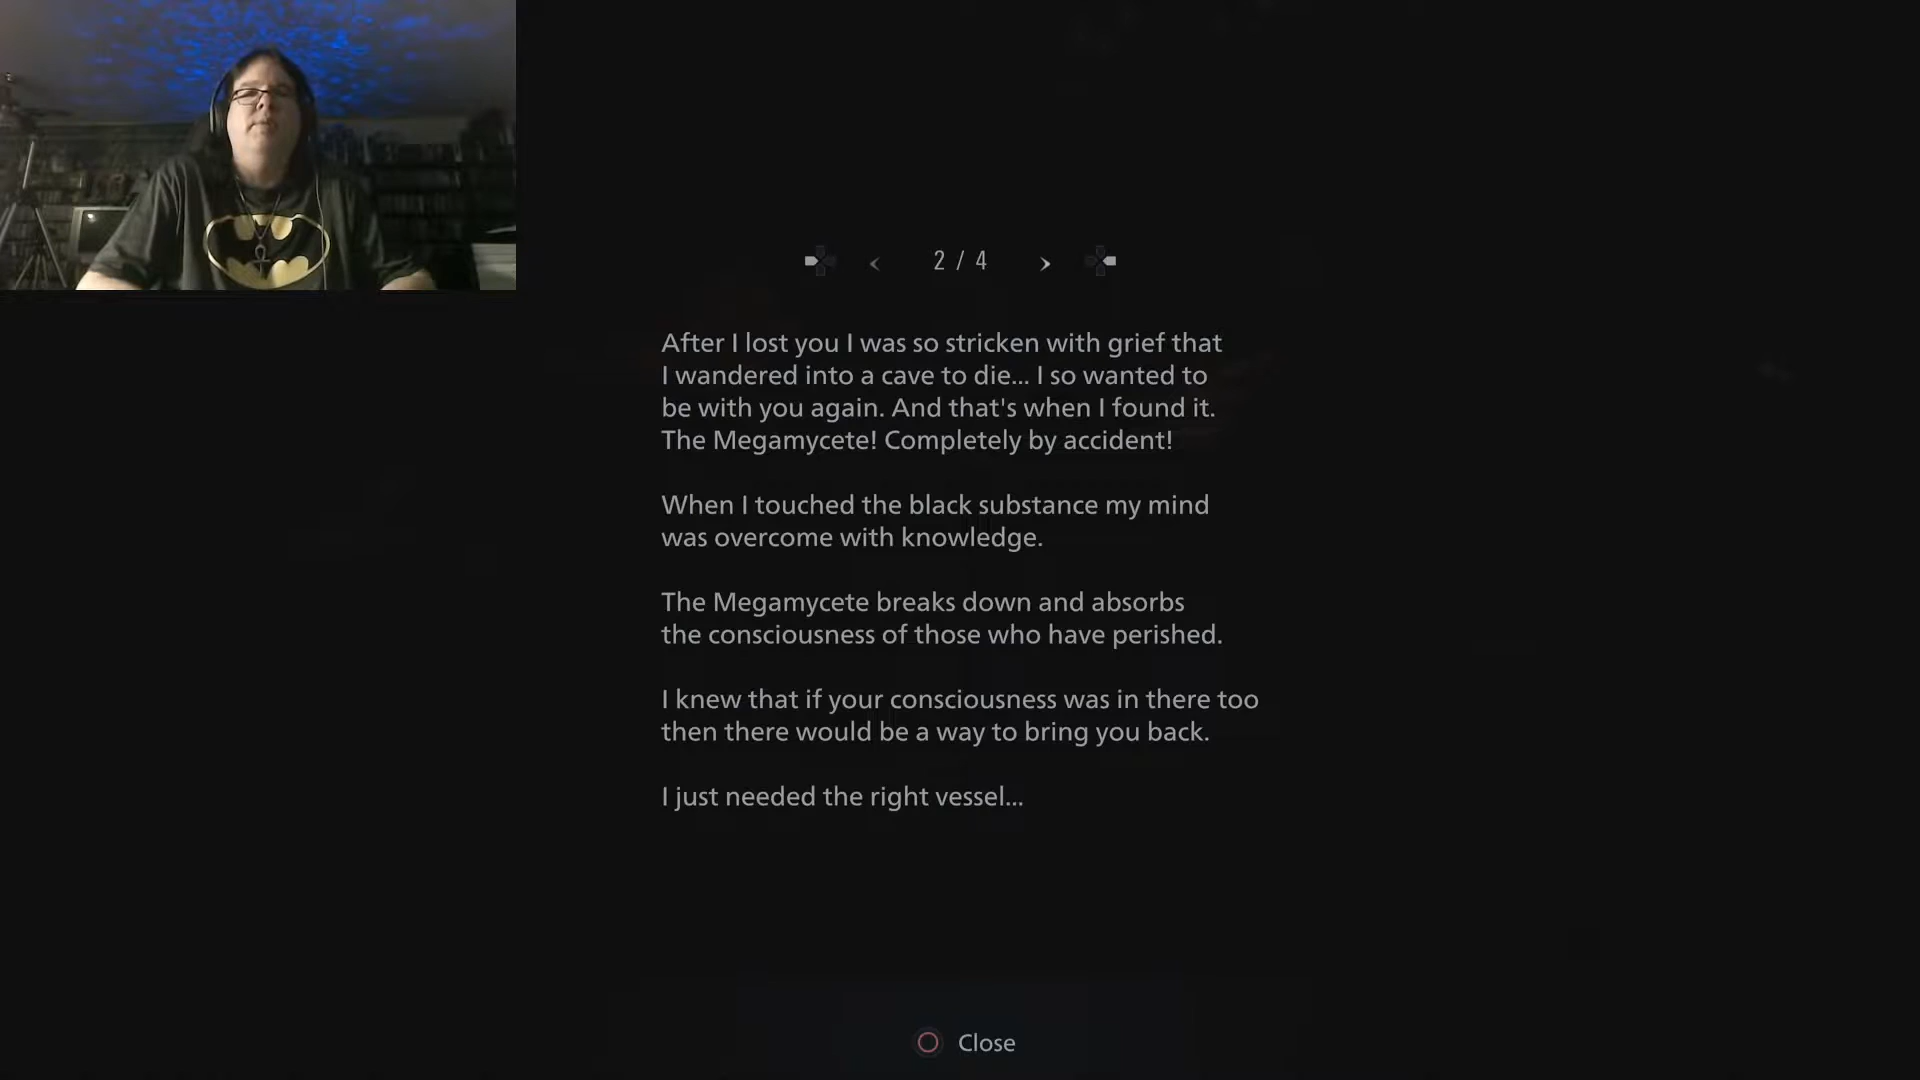 2 / 4
After I lost you I was so stricken with grief that
I wandered into a cave to die... I so wanted to
be with you again. And that's when I found it.
The Megamycete! Completely by accident!
When I touched the black substance my mind
was overcome with knowledge.
The Megamycete breaks down and absorbs
the consciousness of those who have perished.
I knew that if your consciousness was in there too
then there would be a way to bring you back.
I just needed the right vessel...
Close